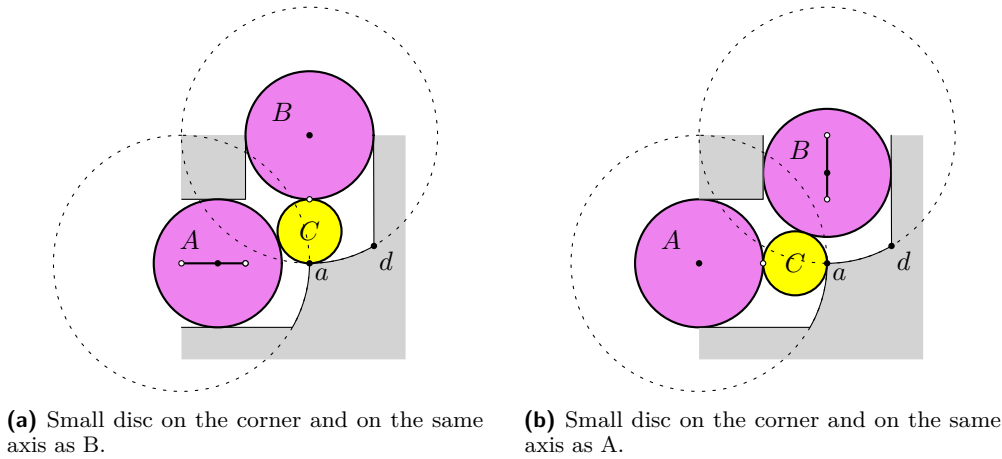 B
A
C
a
d
B
A
C
a
d
(a) Small disc on the corner and on the same
axis as B.
(b) Small disc on the corner and on the same
axis as A.